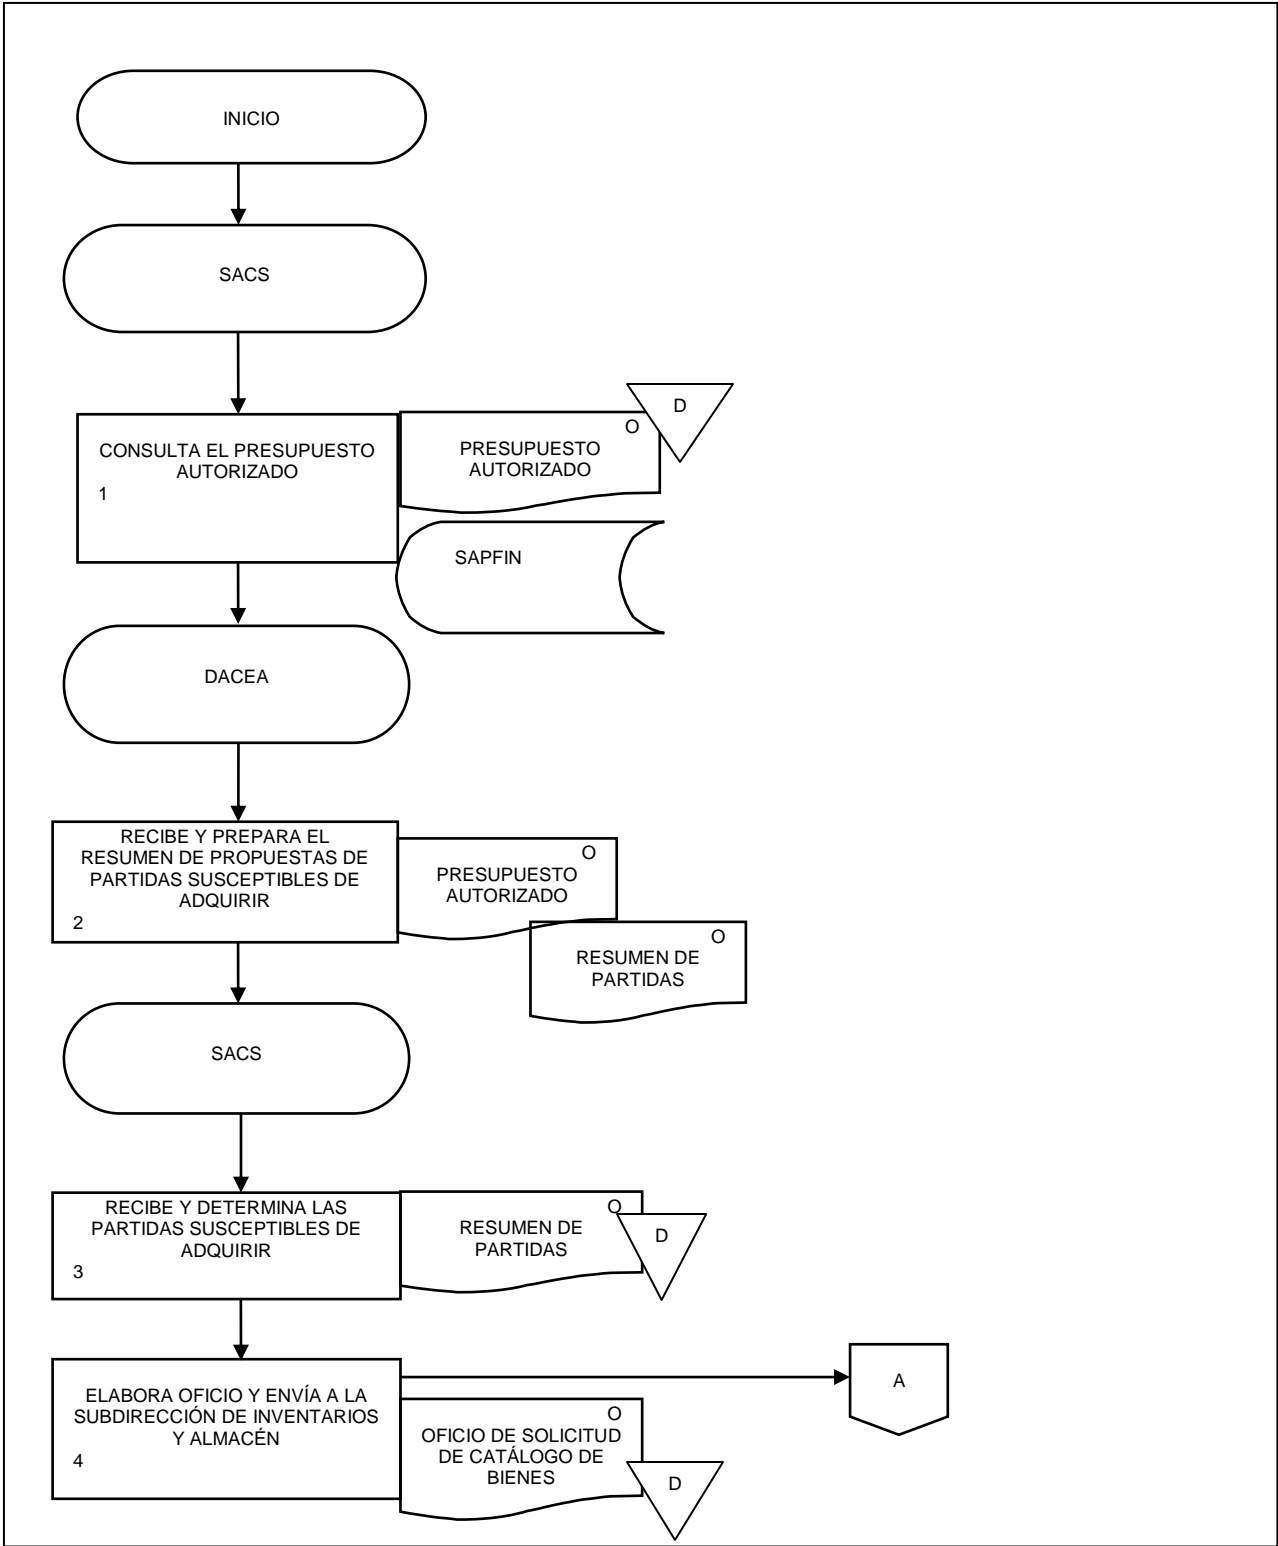 INICIO
SACS
CONSULTA EL PRESUPUESTO
AUTORIZADO
1
O
PRESUPUESTO
AUTORIZADO
D
SAPFIN
DACEA
RECIBE Y PREPARA EL
RESUMEN DE PROPUESTAS DE
PARTIDAS SUSCEPTIBLES DE
ADQUIRIR
2
O
PRESUPUESTO
AUTORIZADO
O
RESUMEN DE
PARTIDAS
SACS
RECIBE Y DETERMINA LAS
PARTIDAS SUSCEPTIBLES DE
ADQUIRIR
3
O
RESUMEN DE
PARTIDAS
D
ELABORA OFICIO Y ENVÍA A LA
SUBDIRECCIÓN DE INVENTARIOS
Y ALMACÉN
4
A
O
OFICIO DE SOLICITUD
DE CATÁLOGO DE
BIENES
D